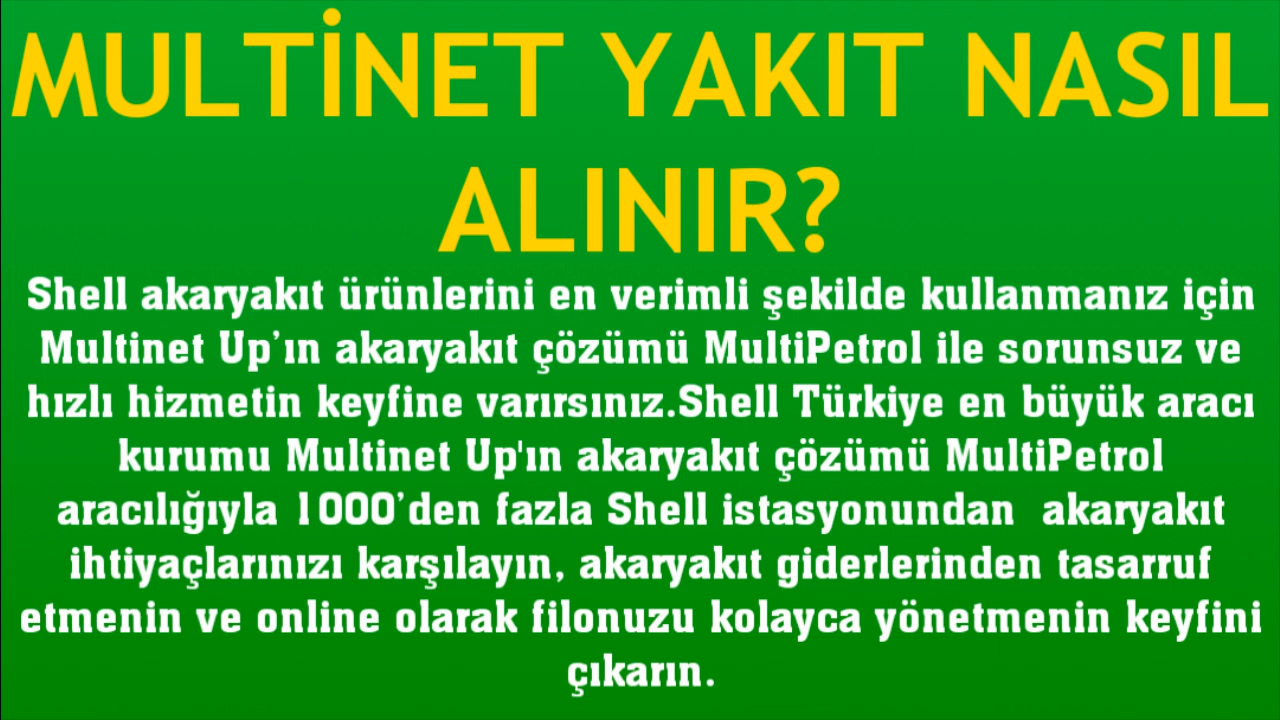 MULTİNET YAKIT NASIL
ALINIR?
Shell akaryakıt ürünlerini en verimli şekilde kullanmanız için
Multinet Up’ın akaryakıt çözümü MultiPetrol ile sorunsuz ve
hızlı hizmetin keyfine varırsınız.Shell Türkiye en büyük aracı
kurumu Multinet Up'ın akaryakıt çözümü MultiPetrol
aracılığıyla 1000’den fazla Shell istasyonundan  akaryakıt
ihtiyaçlarınızı karşılayın, akaryakıt giderlerinden tasarruf
etmenin ve online olarak filonuzu kolayca yönetmenin keyfini
çıkarın.